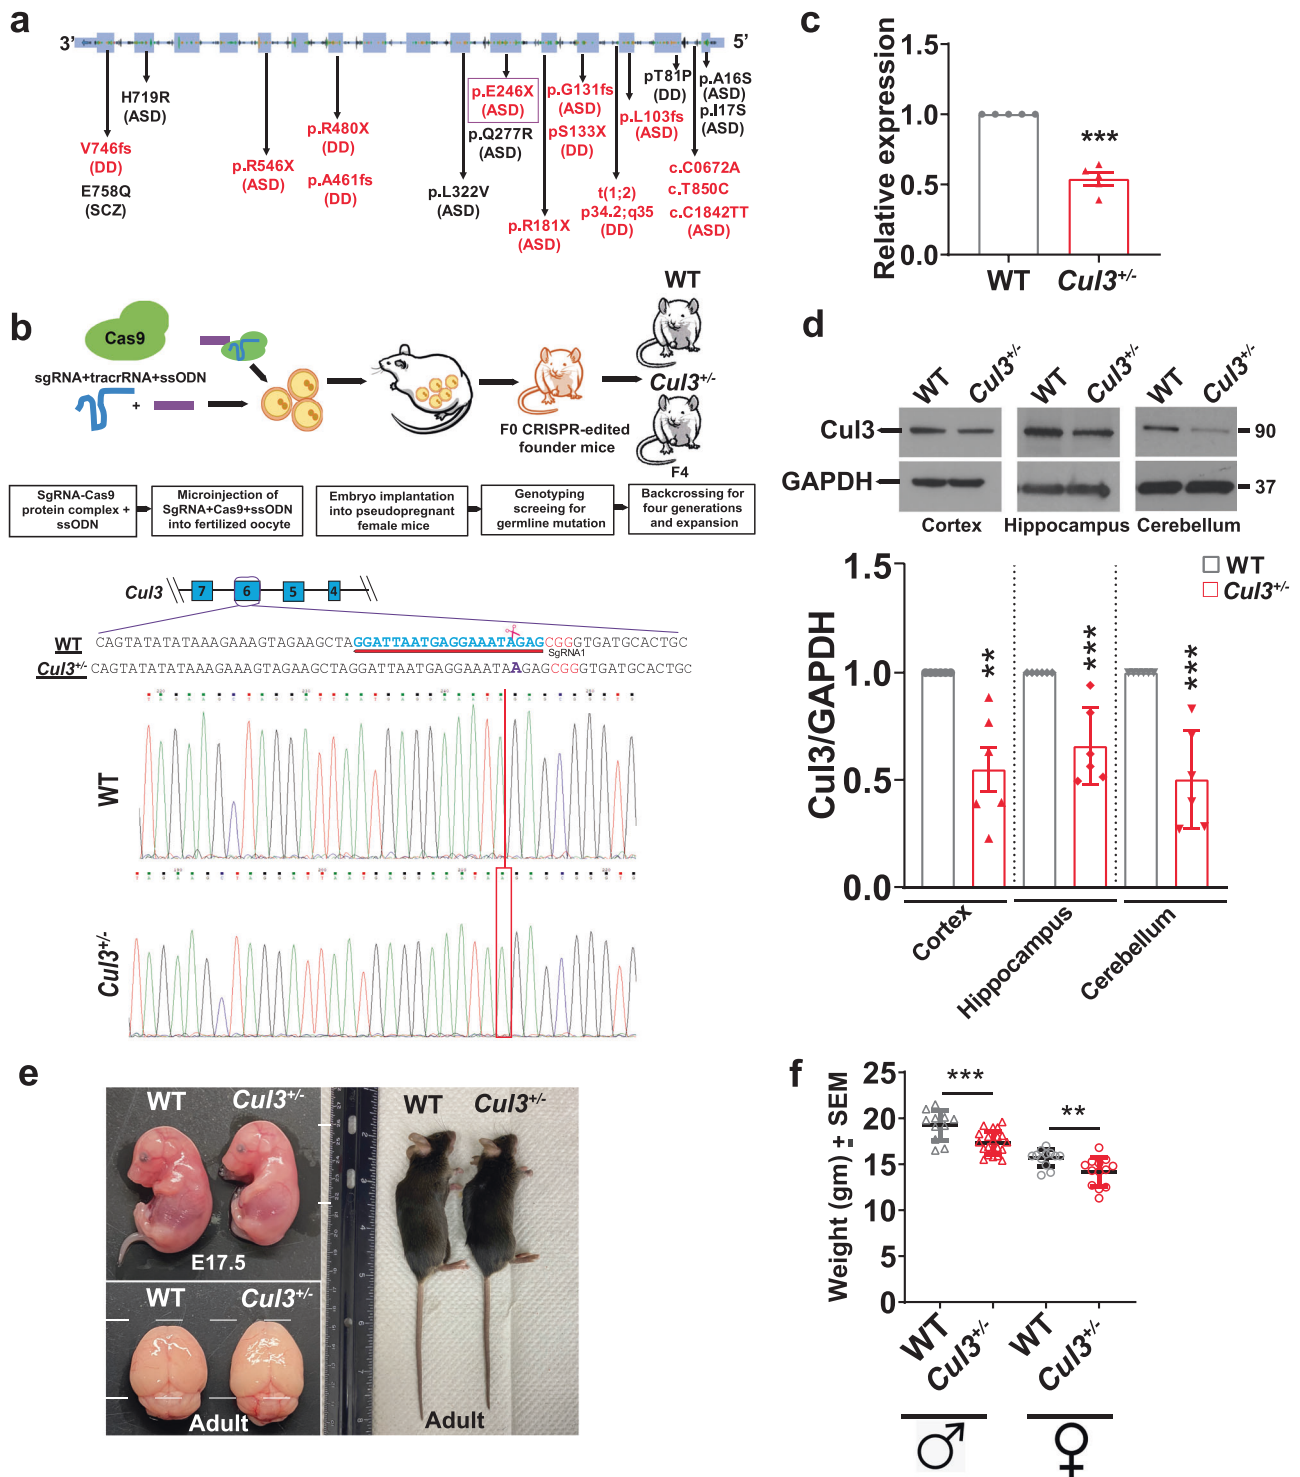 a
3'
5'
H719R
(ASD)
V746fs
(DD)
E758Q
(SCZ)
p.R546X
(ASD)
p.R480X
(DD)
p.A461fs
(DD)
p.L322V
(ASD)
p.E246X
(ASD)
p.Q277R
(ASD)
p.R181X
(ASD)
p.G131fs
(ASD)
pS133X
(DD)
t(1;2)
p34.2;q35
(DD)
p.L103fs
(ASD)
pT81P
(DD)
c.C0672A
c.T850C
c.C1842TT
(ASD)
p.A16S
(ASD)
p.I17S
(ASD)
b
Cas9
sgRNA+tracrRNA+ssODN
+
F0 CRISPR-edited
founder mice
WT
Cul3+/-
F4
SgRNA-Cas9
protein complex +
ssODN
Microinjection of
SgRNA+Cas9+ssODN
into fertilized oocyte
Embryo implantation
into pseudopregnant
female mice
Genotyping
screeing for
germline mutation
Backcrossing for
four generations
and expansion
Cul3
7
6
5
4
WT
CAGTATATATAAAGAAAGTAGAAGCTAGGATTAATGAGGAAATAGAGCGGGTGATGCACTGC
SgRNA1
Cul3+/-
CAGTATATATAAAGAAAGTAGAAGCTAGGATTAATGAGGAAATAAGAGCGGGTGATGCACTGC
WT
Cul3+/-
c
Relative expression
1.5
1.0
0.5
0.0
***
WT
Cul3+/-
d
WT
Cul3+/-
WT
Cul3+/-
WT
Cul3+/-
Cul3
90
GAPDH
37
Cortex
Hippocampus
Cerebellum
WT
Cul3+/-
Cul3/GAPDH
1.5
1.0
0.5
0.0
**
***
***
Cortex
Hippocampus
Cerebellum
e
WT
Cul3+/-
E17.5
WT
Cul3+/-
Adult
WT
Cul3+/-
Adult
f
Weight (gm) ± SEM
25
20
15
10
5
0
***
**
WT
Cul3+/-
WT
Cul3+/-
♂
♀